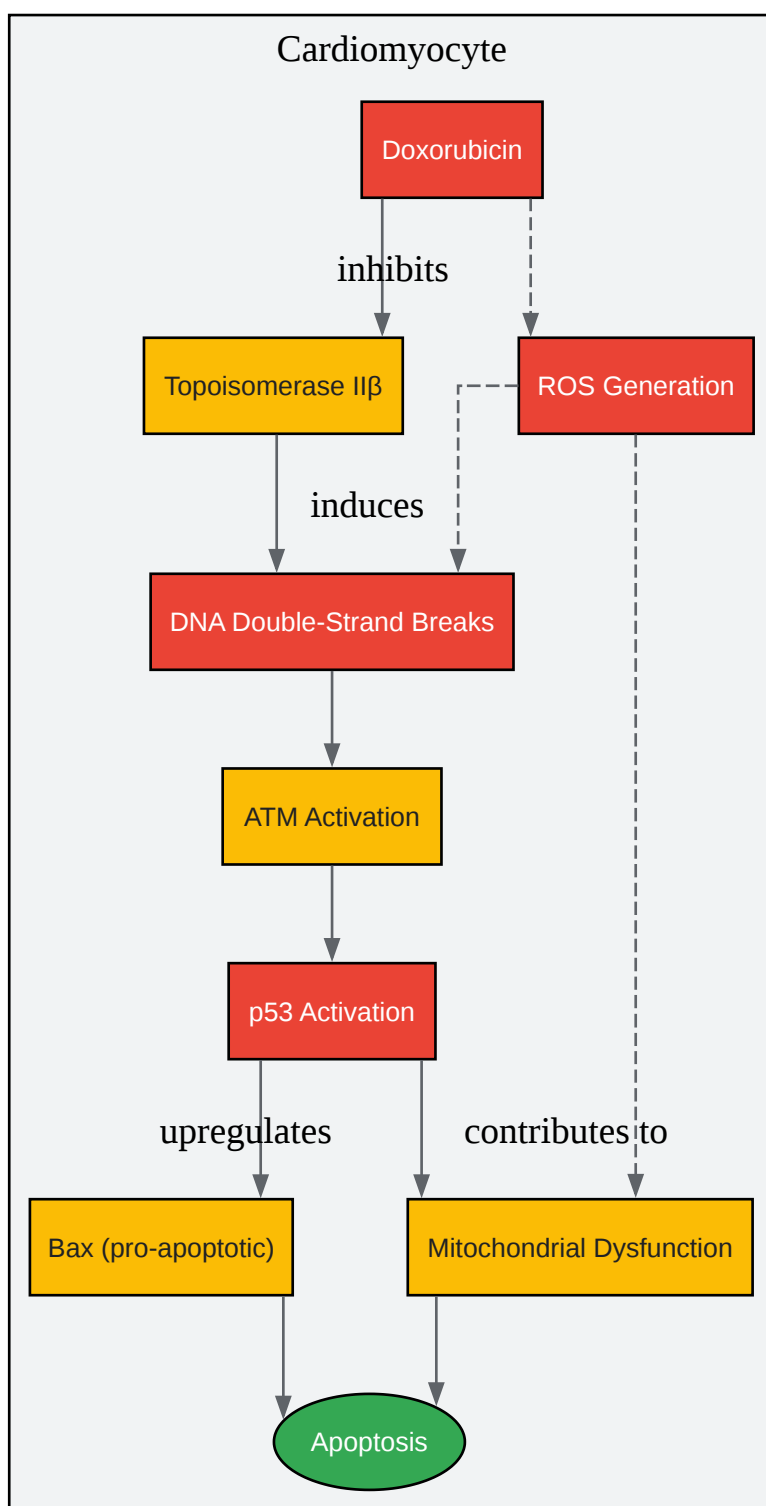 Cardiomyocyte
Doxorubicin
inhibits
Topoisomerase IIβ
ROS Generation
induces
DNA Double-Strand Breaks
ATM Activation
p53 Activation
upregulates
contributes to
Bax (pro-apoptotic)
Mitochondrial Dysfunction
Apoptosis